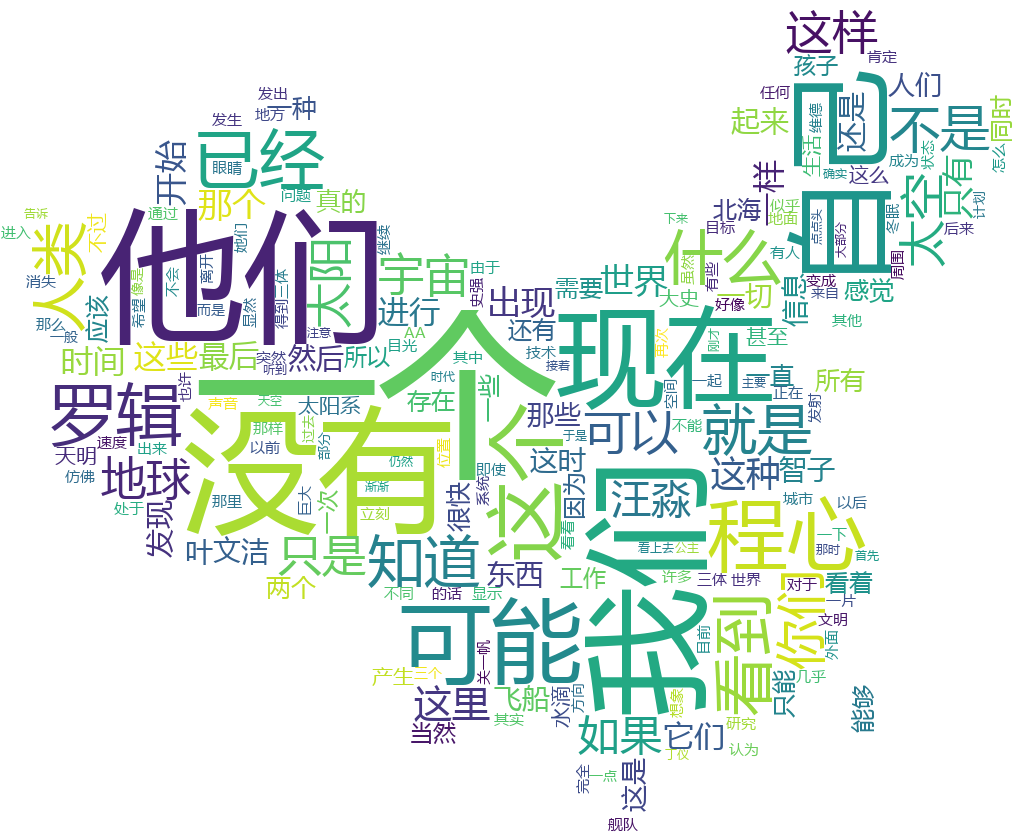 这样
肯定
孩子
人们
任何
自己
还是
维德
不是
同时
起来
生活
状态
怎么
成为
确实
这么
一样
太空
只有
计划
后来
北海
似乎
地面
点点头
大部分
冬眠
周围
下来
目标
什么
有人
变成
来自
感觉
其他
发出
一种
地方
发生
已经
眼睛
开始
问题
真的
那个
通过
告诉
进入
不过
人类
他们
她们
继续
太阳
宇宙
由于
史强
出现
需要
世界
虽然
有些
大史
好像
一切
信息
甚至
消失
希望
像是
不会
离开
而是
显然
得到
三体
注意
进行
AA
还有
技术
再次
刚才
那么
一般
应该
时间
这些
最后
突然
听到
然后
所以
目光
其中
接着
现在
一个
时代
空间
一起
主要
一直
正在
所有
发射
罗辑
也许
声音
天空
太阳系
存在
一些
那些
可以
不能
就是
于是
没有
过去
部分
那样
以前
仍然
位置
速度
出来
天明
仿佛
地球
处于
那里
巨大
一次
渐渐
立刻
很快
系统
即使
这时
因为
这个
看看
我们
汪淼
这种
智子
城市
以后
程心
一下
那时
首先
发现
叶文洁
只是
知道
东西
工作
看上去
公主
许多
三体 世界
对于
一片
看着
你们
文明
外面
两个
不同
的话
显示
可能
目前
看到
只能
几乎
能够
关一帆
产生
三个
这里
飞船
水滴
方向
其实
想象
研究
当然
如果
它们
认为
丁仪
完全
一点
这是
舰队